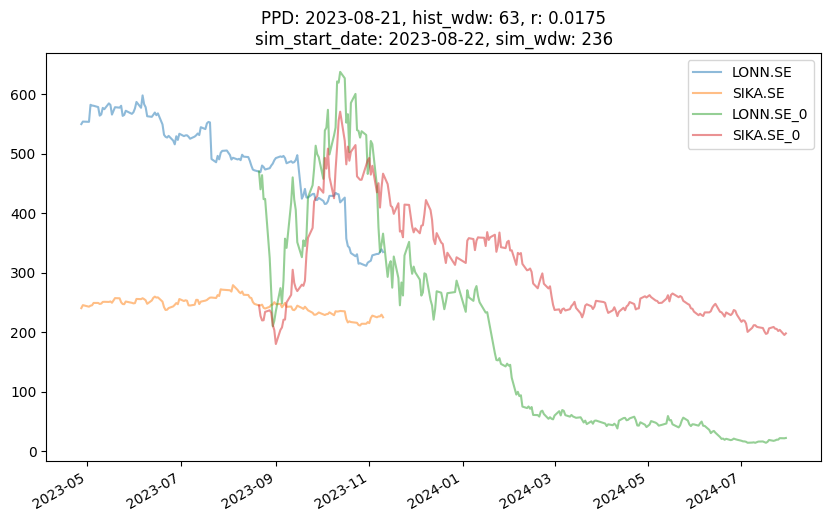 PPD: 2023-08-21, hist_wdw: 63, r: 0.0175
sim_start_date: 2023-08-22, sim_wdw: 236
LONN.SE
SIKA.SE
LONN.SE_0
SIKA.SE_0
600
500
400
300
200
100
0
2023-05
2023-07
2023-09
2023-11
2024-01
2024-03
2024-05
2024-07